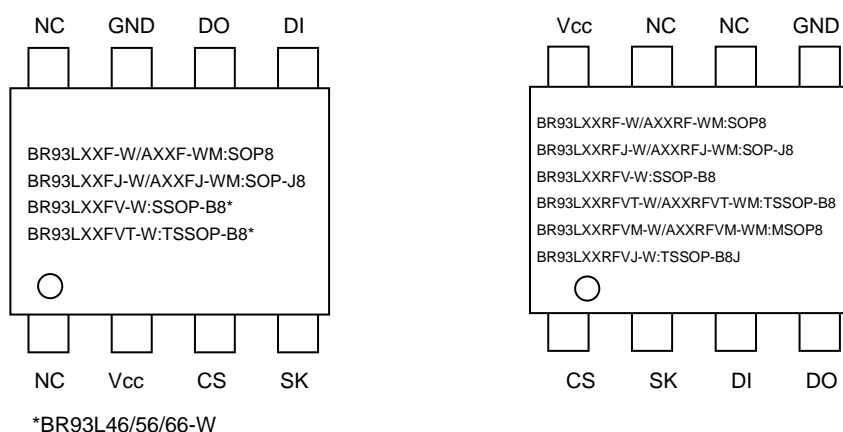 NC GND DO DI
BR93LXXF-W/AXXF-WM:SOP8
BR93LXXFJ-W/AXXFJ-WM:SOP-J8
BR93LXXFV-W:SSOP-B8*
BR93LXXFVT-W:TSSOP-B8*
NC Vcc CS SK
*BR93L46/56/66-W
Vcc NC NC GND
BR93LXXRF-W/AXXRF-WM:SOP8
BR93LXXRFJ-W/AXXRFJ-WM:SOP-J8
BR93LXXRFV-W:SSOP-B8
BR93LXXRFVT-W/AXXRFVT-WM:TSSOP-B8
BR93LXXRFVM-W/AXXRFVM-WM:MSOP8
BR93LXXRFVJ-W:TSSOP-B8J
CS SK DI DO